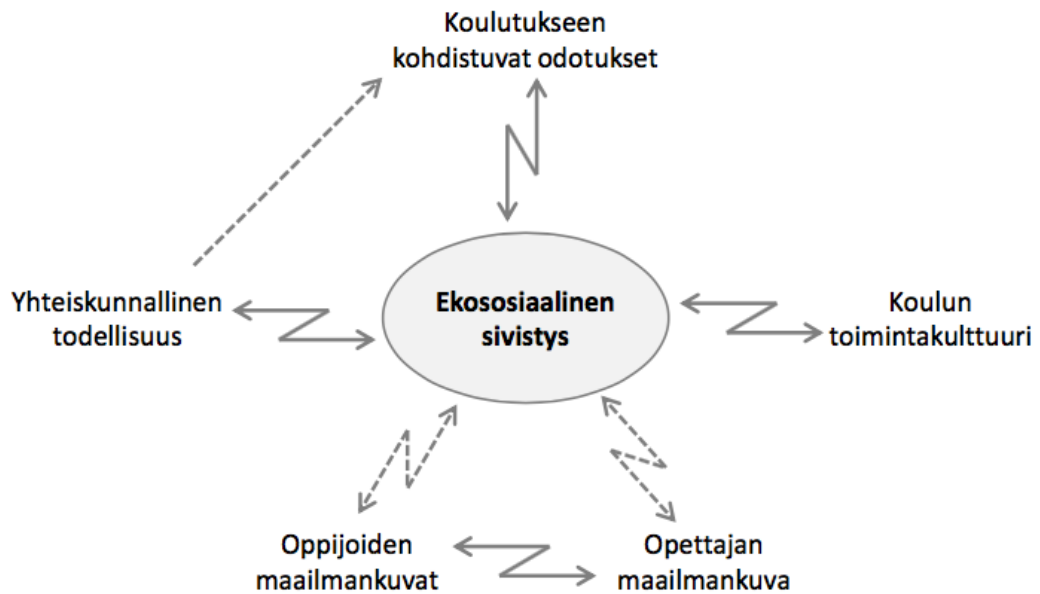 Koulutukseen
kohdistuvat odotukset
Yhteiskunnallinen
todellisuus
Ekososiaalinen
sivistys
Koulun
toimintakulttuuri
Oppijoiden
maailmankuvat
Opettajan
maailmankuva